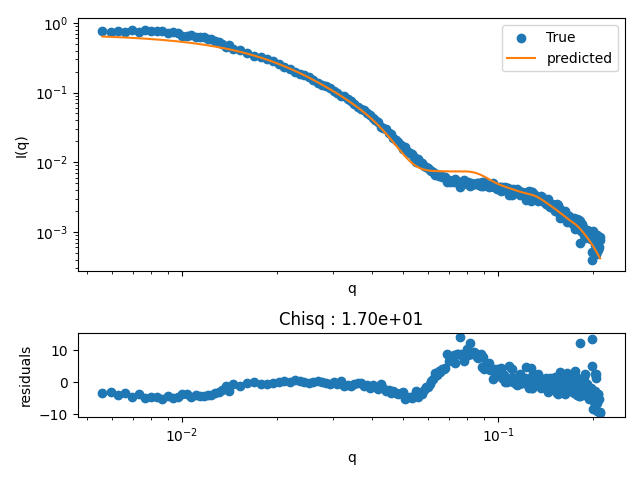 10⁰
10⁻¹
10⁻²
10⁻³
I(q)
True
predicted
q
Chisq : 1.70e+01
10
0
−10
residuals
10⁻²
10⁻¹
q